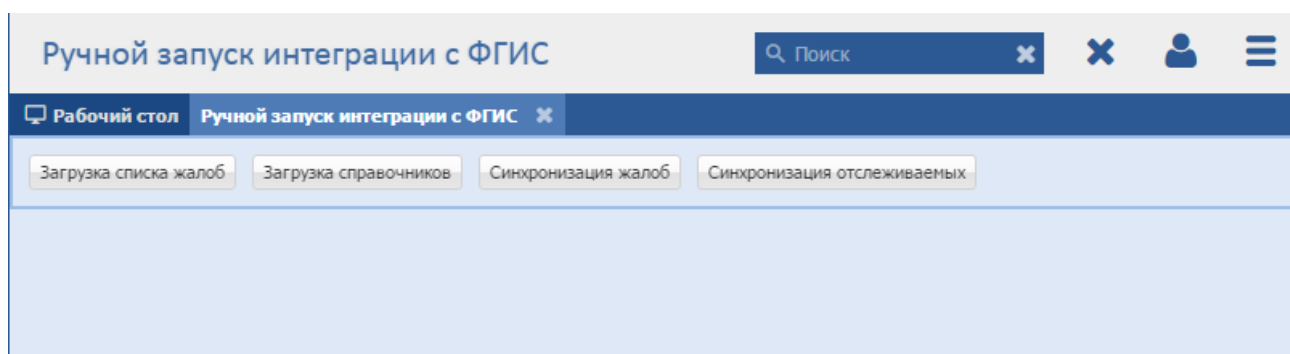 Ручной запуск интеграции с ФГИС
Поиск
Рабочий стол Ручной запуск интеграции с ФГИС
Загрузка списка жалоб Загрузка справочников Синхронизация жалоб Синхронизация отслеживаемых